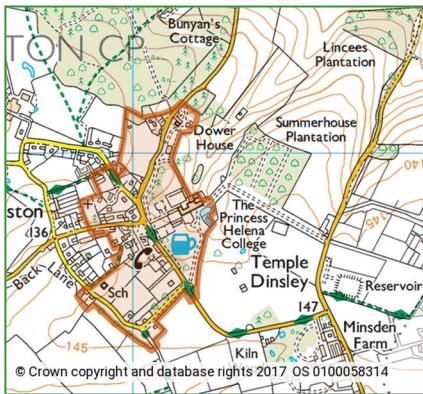 Bunyan's
Cottage
TON CP
Lincees
Plantation
Dower
House
Summerhouse
Plantation
140
ston
136
The
Princess
Helena
College
145
Temple
Dinsley
Back Lane
Sch
147
Reservoir
Minsden
Farm
145
Kiln
© Crown copyright and database rights 2017 OS 0100058314